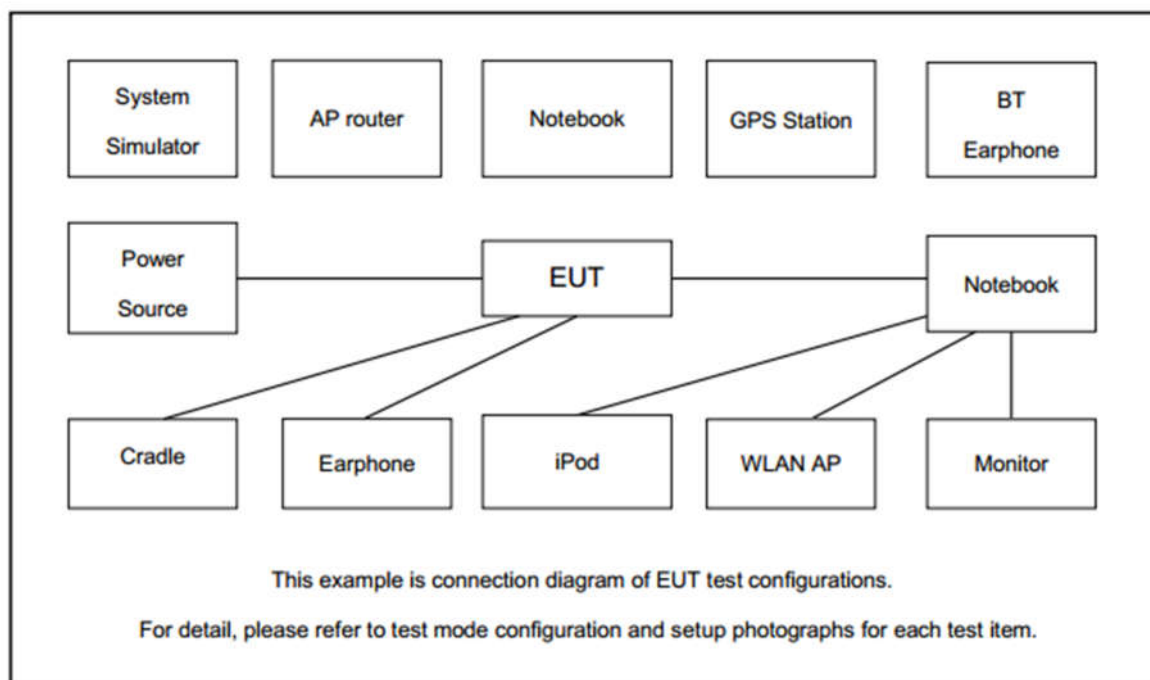 System
Simulator
AP router
Notebook
GPS Station
BT
Earphone
Power
Source
EUT
Notebook
Cradle
Earphone
iPod
WLAN AP
Monitor
This example is connection diagram of EUT test configurations.
For detail, please refer to test mode configuration and setup photographs for each test item.